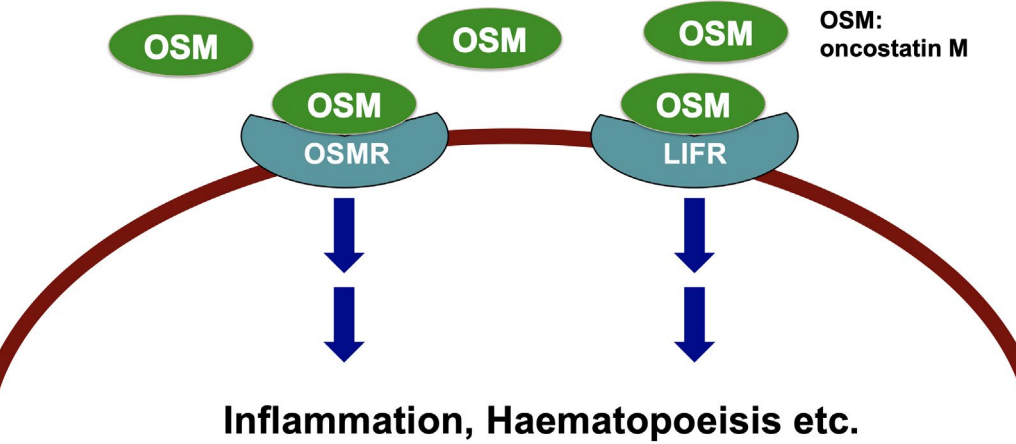 OSM
OSM
OSM
OSM:
oncostatin M
OSM
OSM
OSMR
LIFR
Inflammation, Haematopoeisis etc.